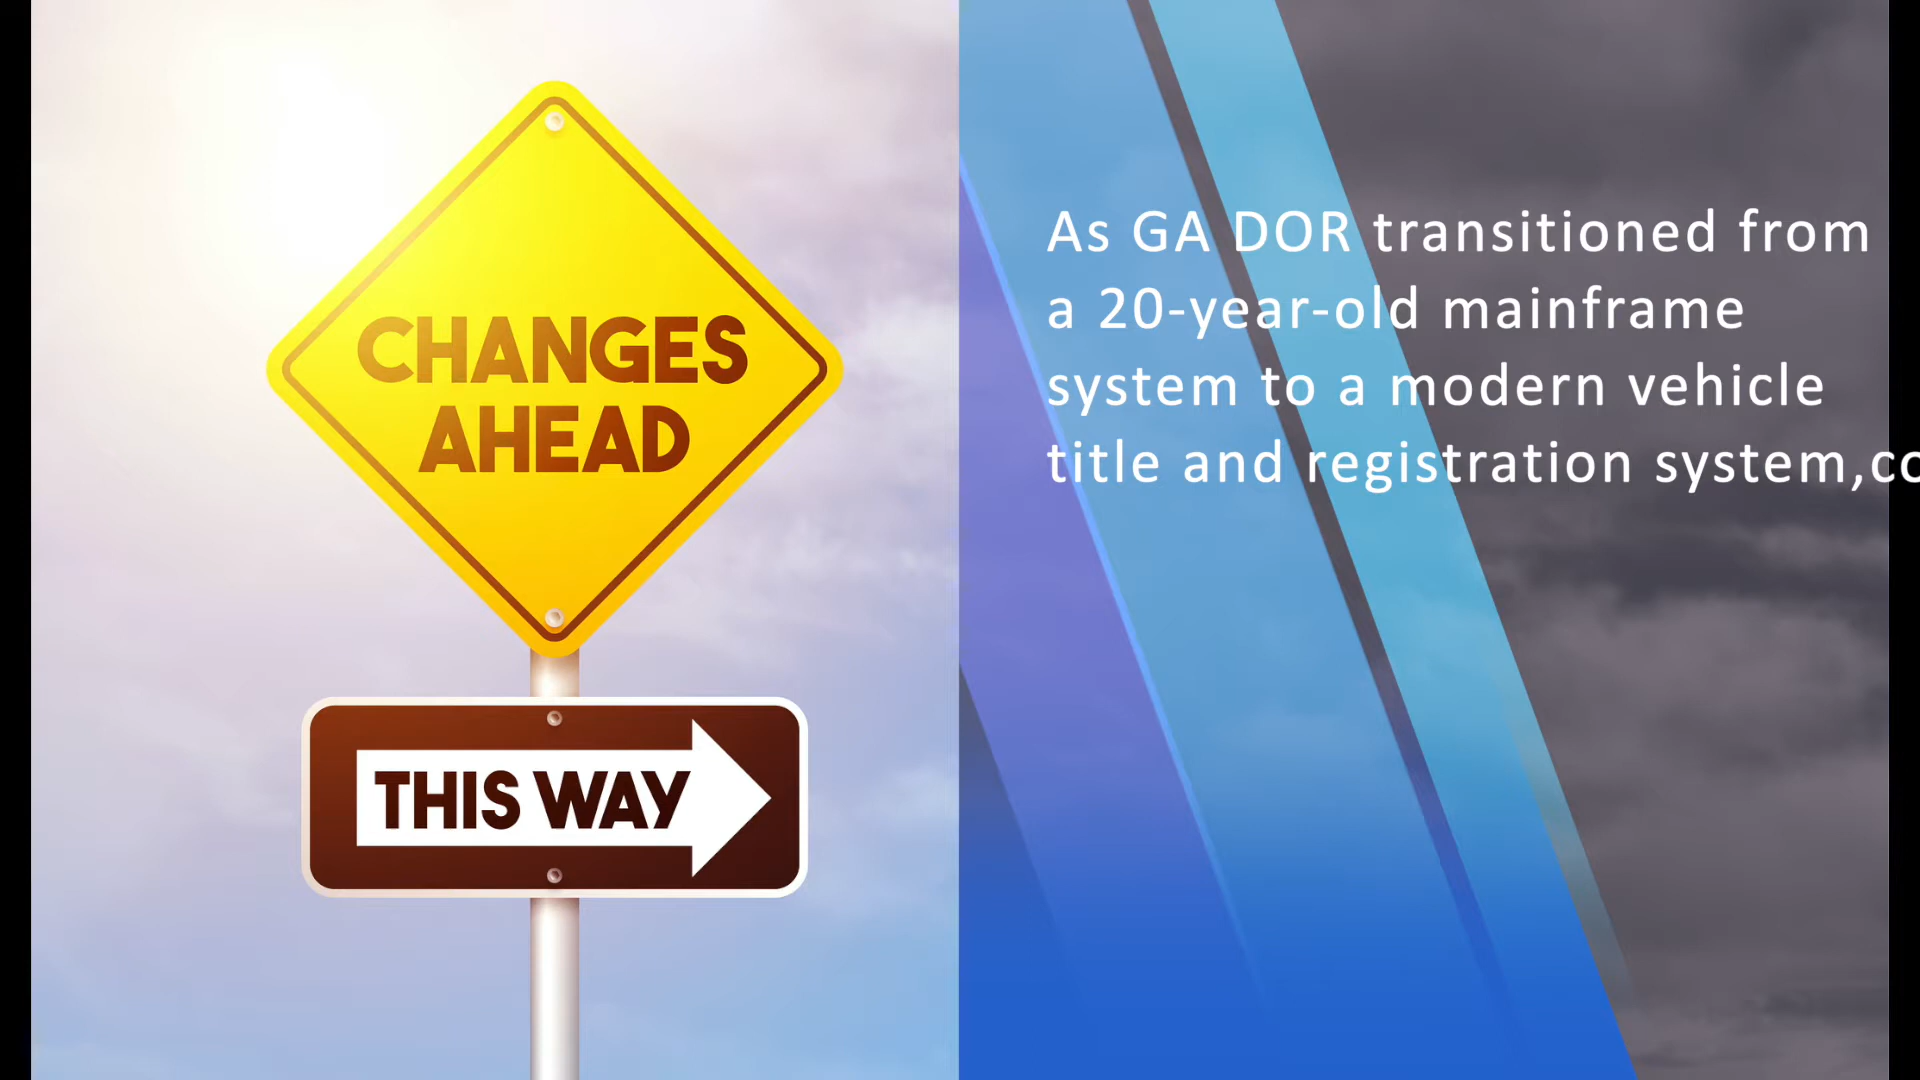 CHANGES
AHEAD
THIS WAY
As GA DOR transitioned from
a 20-year-old mainframe
system to a modern vehicle
title and registration system,co